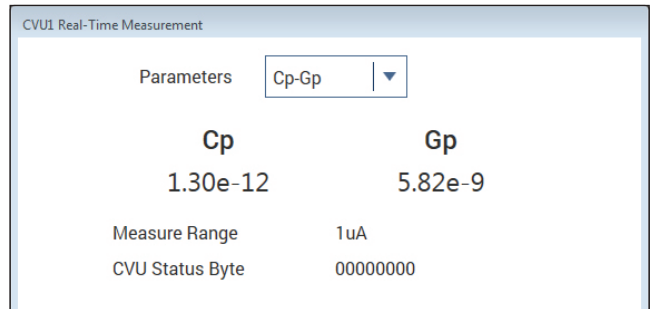 CVU1 Real-Time Measurement
Parameters Cp-Gp
Cp Gp
1.30e-12 5.82e-9
Measure Range 1uA
CVU Status Byte 00000000